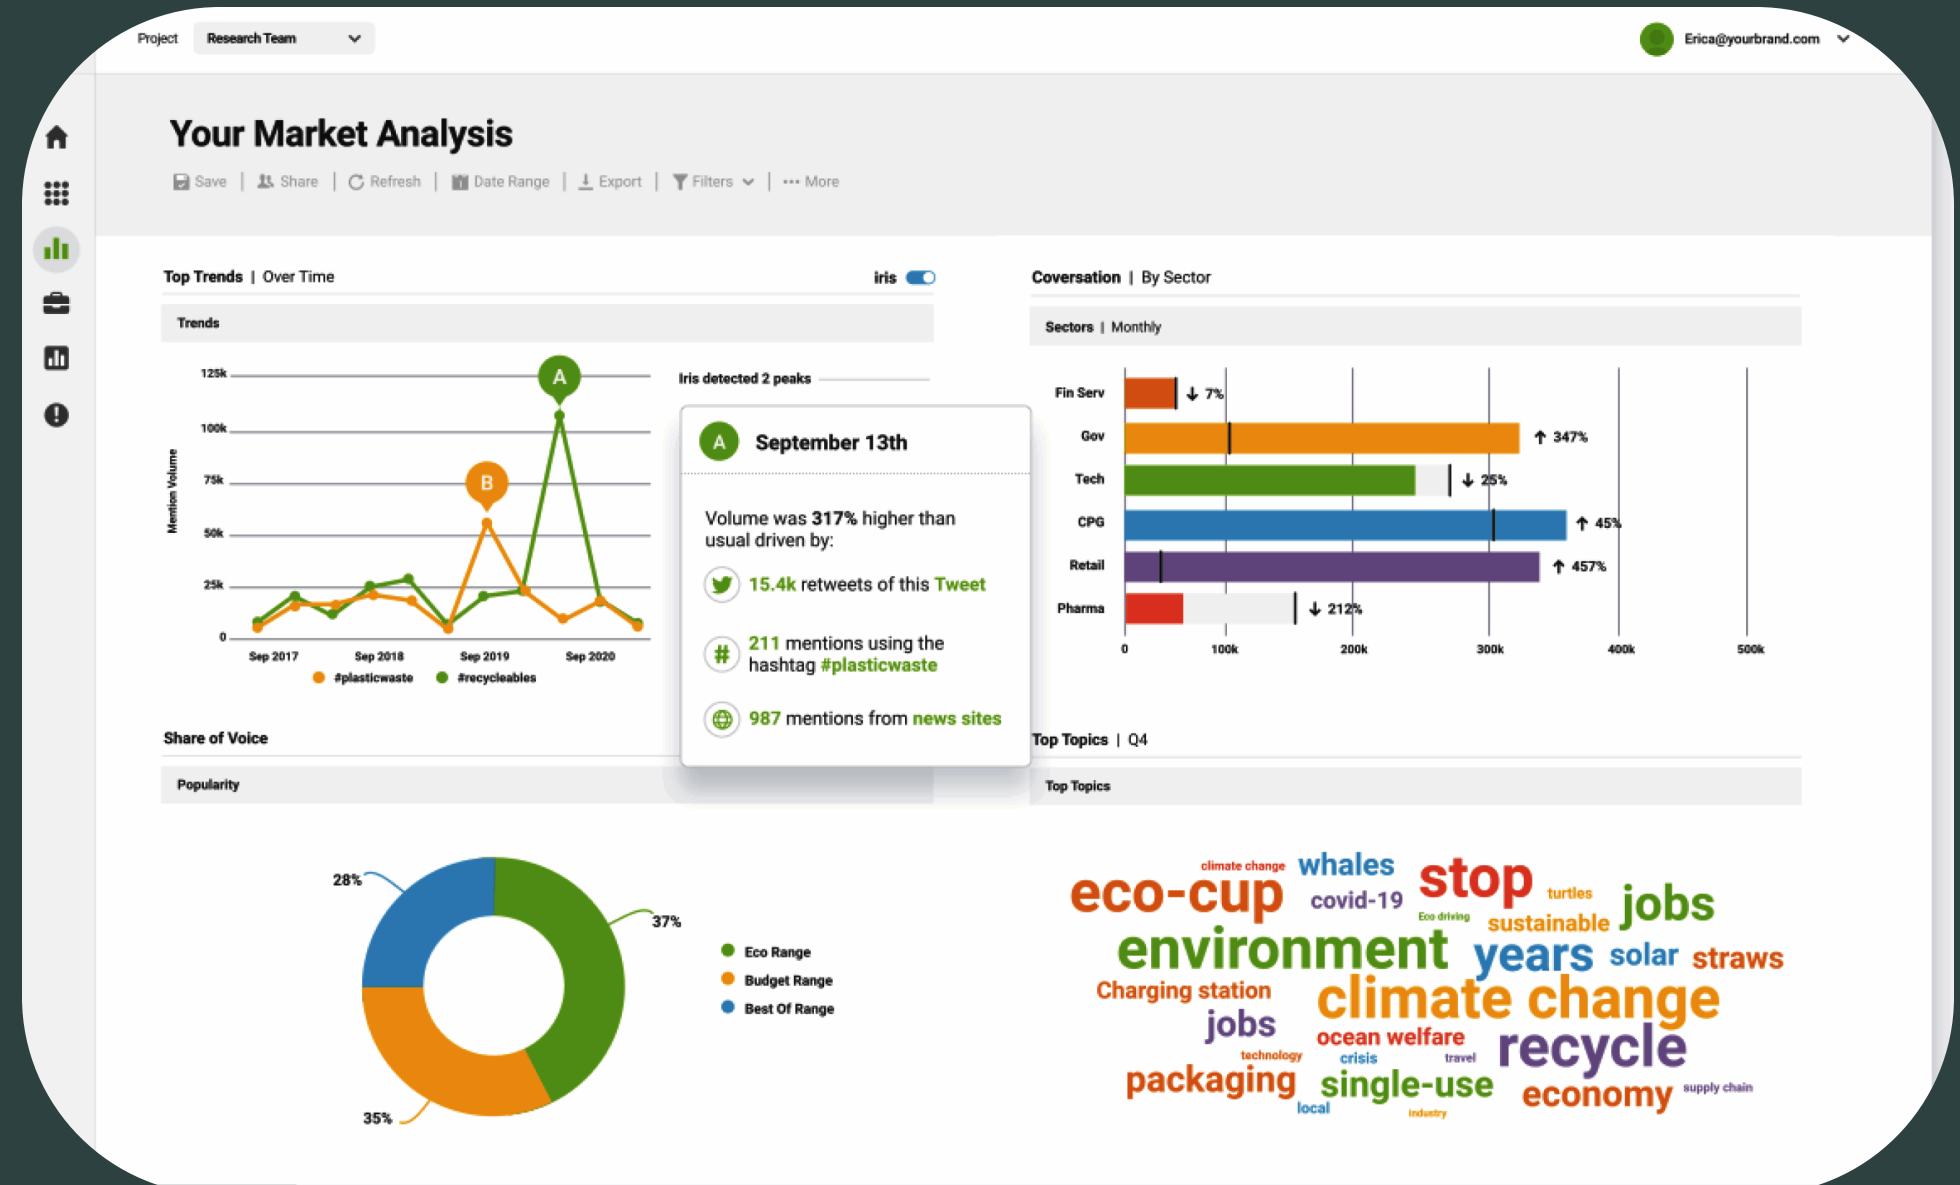 Project Research Team
Erica@yourbrand.com
Your Market Analysis
Save | Share | Refresh | Date Range | Export | Filters | More
Top Trends | Over Time
iris
Trends
125k
100k
75k
50k
25k
0
Mention Volume
A
B
Sep 2017 Sep 2018 Sep 2019 Sep 2020
#plasticwaste #recycleables
Iris detected 2 peaks
A September 13th
Volume was 317% higher than
usual driven by:
15.4k retweets of this Tweet
# 211 mentions using the
hashtag #plasticwaste
987 mentions from news sites
Coversation | By Sector
Sectors | Monthly
Fin Serv 7%
Gov 347%
Tech 25%
CPG 45%
Retail 457%
Pharma 212%
0 100k 200k 300k 400k 500k
Share of Voice
Popularity
28%
37%
35%
Eco Range
Budget Range
Best Of Range
Top Topics | Q4
Top Topics
climate change whales stop
eco-cup covid-19 turtles jobs
Eco driving sustainable
environment years solar straws
Charging station climate change
jobs ocean welfare recycle
technology crisis travel
packaging single-use economy supply chain
local industry